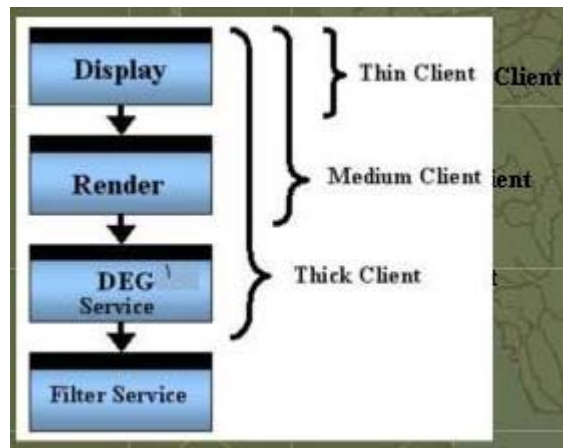 Display
Thin Client
Client
Render
Medium Client
ient
DEG
Service
Thick Client
t
Filter Service